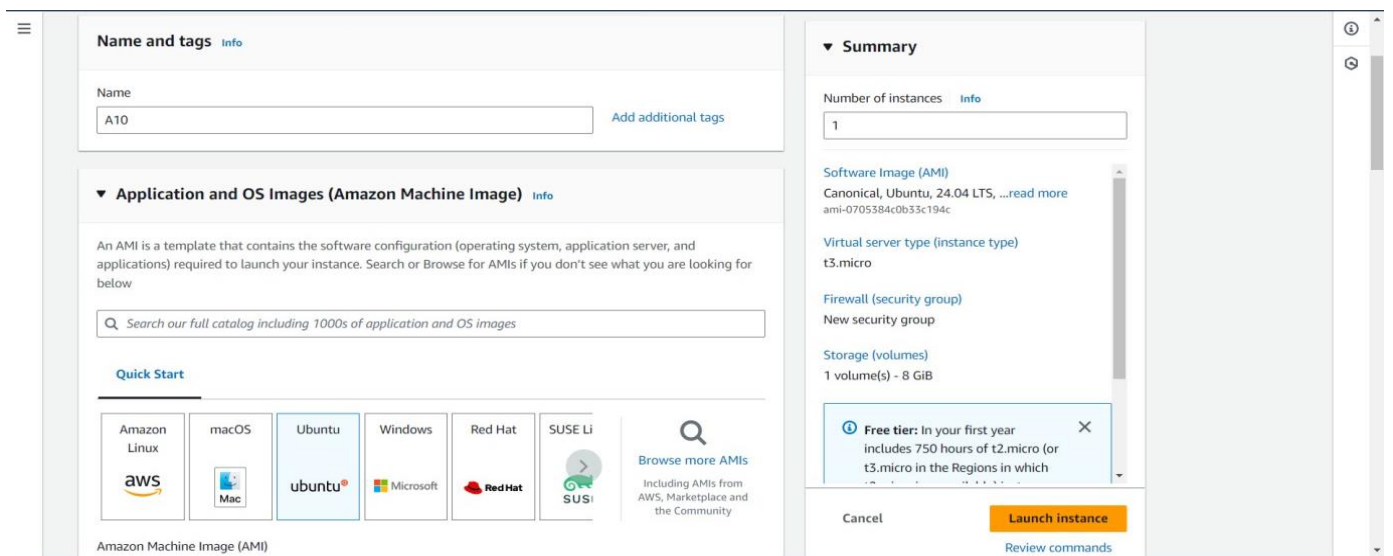 Name and tags Info
Name
A10
Add additional tags
Application and OS Images (Amazon Machine Image) Info
An AMI is a template that contains the software configuration (operating system, application server, and
applications) required to launch your instance. Search or Browse for AMIs if you don't see what you are looking for
below
Search our full catalog including 1000s of application and OS images
Quick Start
Amazon
Linux
aws
macOS
Mac
Ubuntu
ubuntu®
Windows
Microsoft
Red Hat
Red Hat
SUSE Li
SUS
Browse more AMIs
Including AMIs from
AWS, Marketplace and
the Community
Amazon Machine Image (AMI)
Summary
Number of instances Info
1
Software Image (AMI)
Canonical, Ubuntu, 24.04 LTS, ...read more
ami-0705384c0b33c194c
Virtual server type (instance type)
t3.micro
Firewall (security group)
New security group
Storage (volumes)
1 volume(s) - 8 GiB
Free tier: In your first year
includes 750 hours of t2.micro (or
t3.micro in the Regions in which
Cancel
Launch instance
Review commands